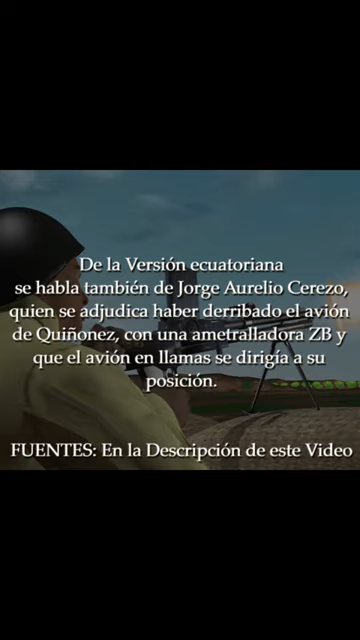 De la Versión ecuatoriana
se habla también de Jorge Aurelio Cerezo,
quien se adjudica haber derribado el avión
de Quiñonez, con una ametralladora ZB y
que el avión en llamas se dirigía a su
posición.
FUENTES: En la Descripción de este Video